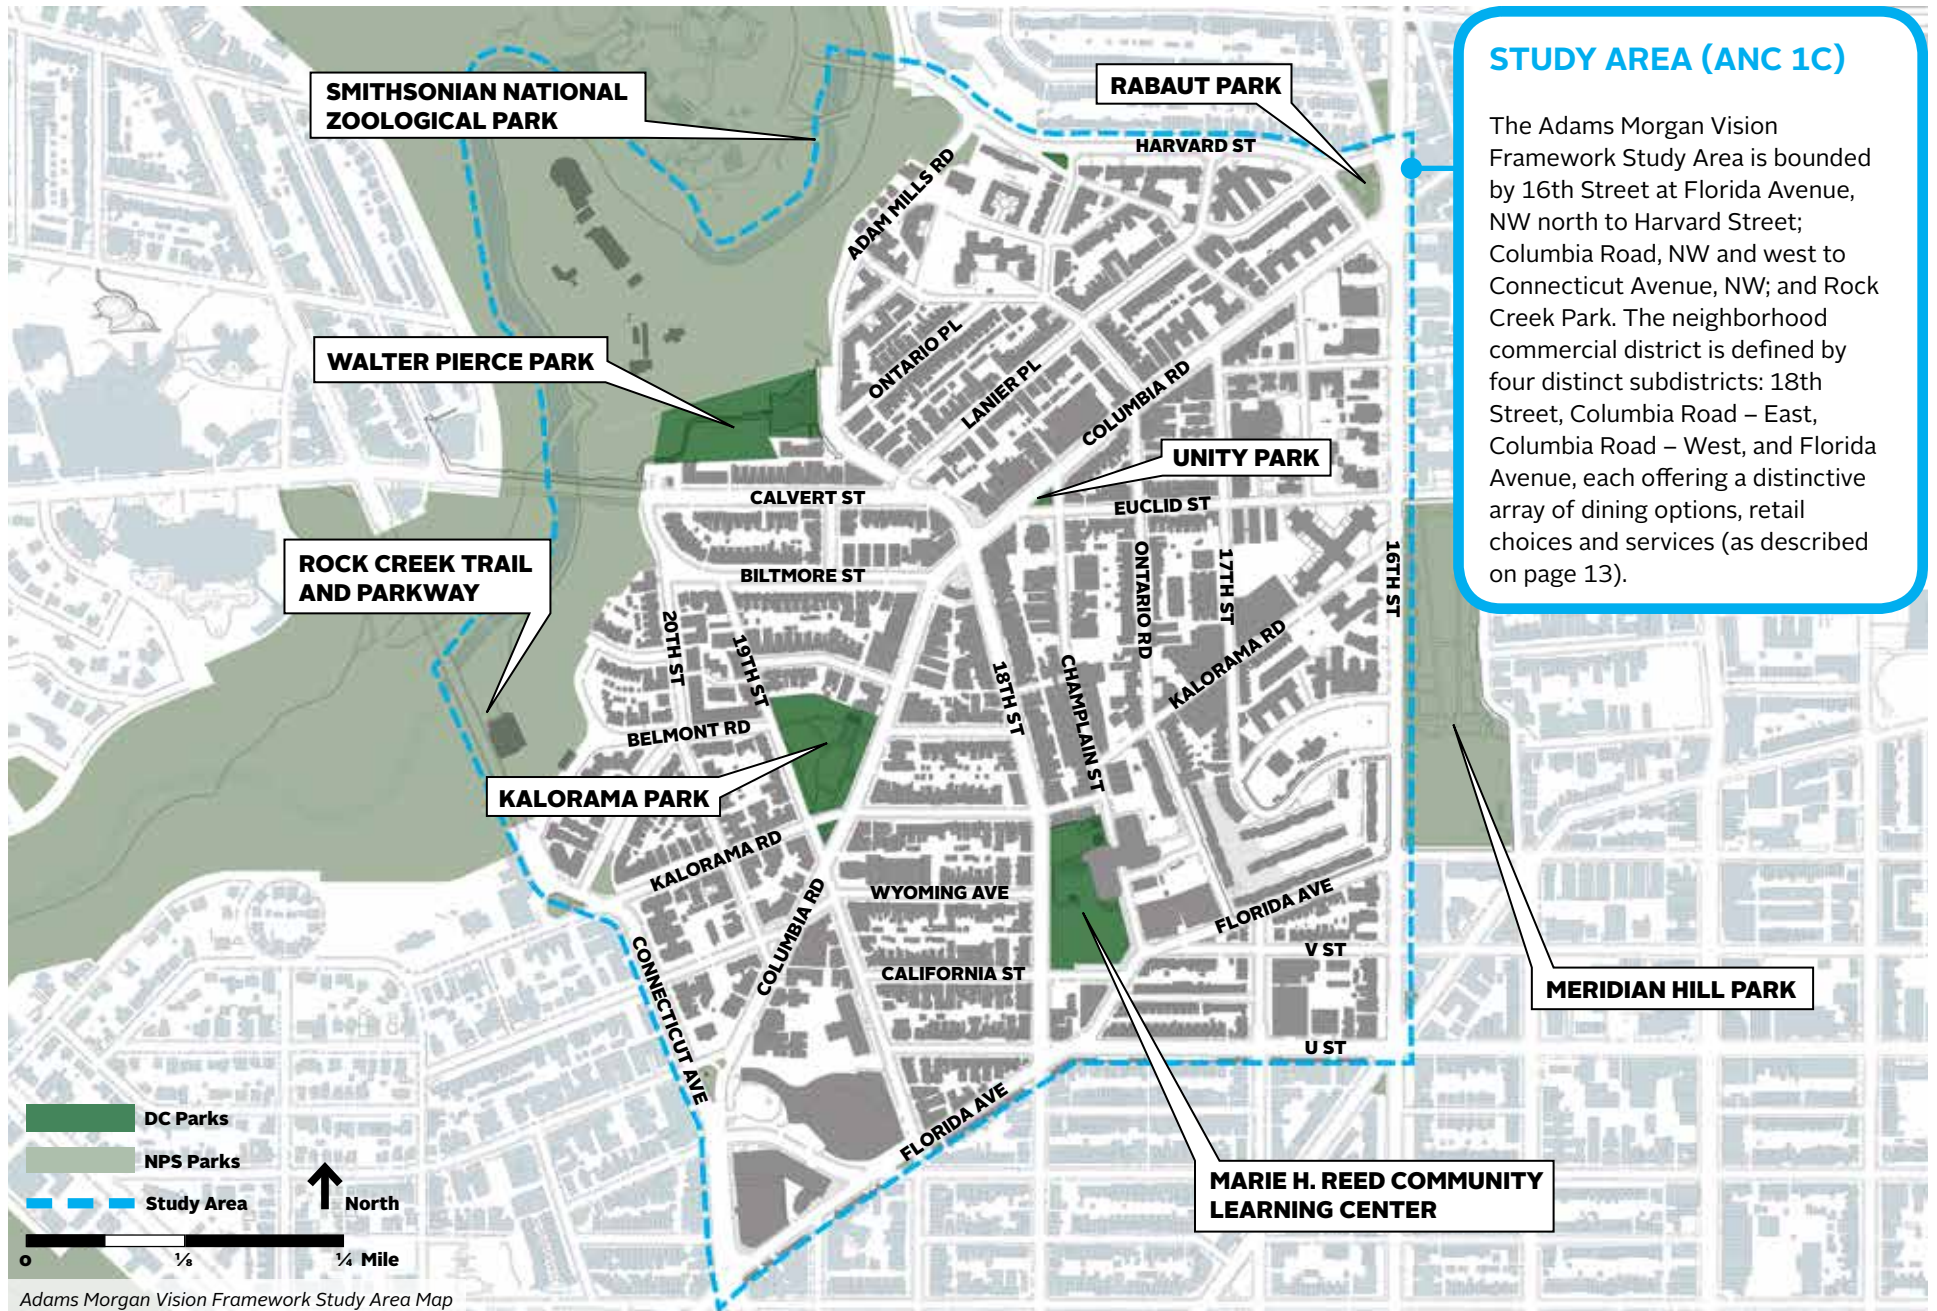 STUDY AREA (ANC 1C)
The Adams Morgan Vision
Framework Study Area is bounded
by 16th Street at Florida Avenue,
NW north to Harvard Street;
Columbia Road, NW and west to
Connecticut Avenue, NW; and Rock
Creek Park. The neighborhood
commercial district is defined by
four distinct subdistricts: 18th
Street, Columbia Road – East,
Columbia Road – West, and Florida
Avenue, each offering a distinctive
array of dining options, retail
choices and services (as described
on page 13).
SMITHSONIAN NATIONAL
ZOOLOGICAL PARK
RABAUT PARK
HARVARD ST
ADAM MILLS RD
WALTER PIERCE PARK
ONTARIO PL
LANIER PL
COLUMBIA RD
UNITY PARK
CALVERT ST
EUCLID ST
ROCK CREEK TRAIL
AND PARKWAY
BILTMORE ST
20TH ST
19TH ST
18TH ST
CHAMPLAIN ST
ONTARIO RD
17TH ST
16TH ST
KALORAMA RD
BELMONT RD
KALORAMA PARK
KALORAMA RD
COLUMBIA RD
WYOMING AVE
FLORIDA AVE
V ST
CALIFORNIA ST
CONNECTICUT AVE
MERIDIAN HILL PARK
U ST
FLORIDA AVE
MARIE H. REED COMMUNITY
LEARNING CENTER
DC Parks
NPS Parks
Study Area
North
0 ⅛ ¼ Mile
Adams Morgan Vision Framework Study Area Map